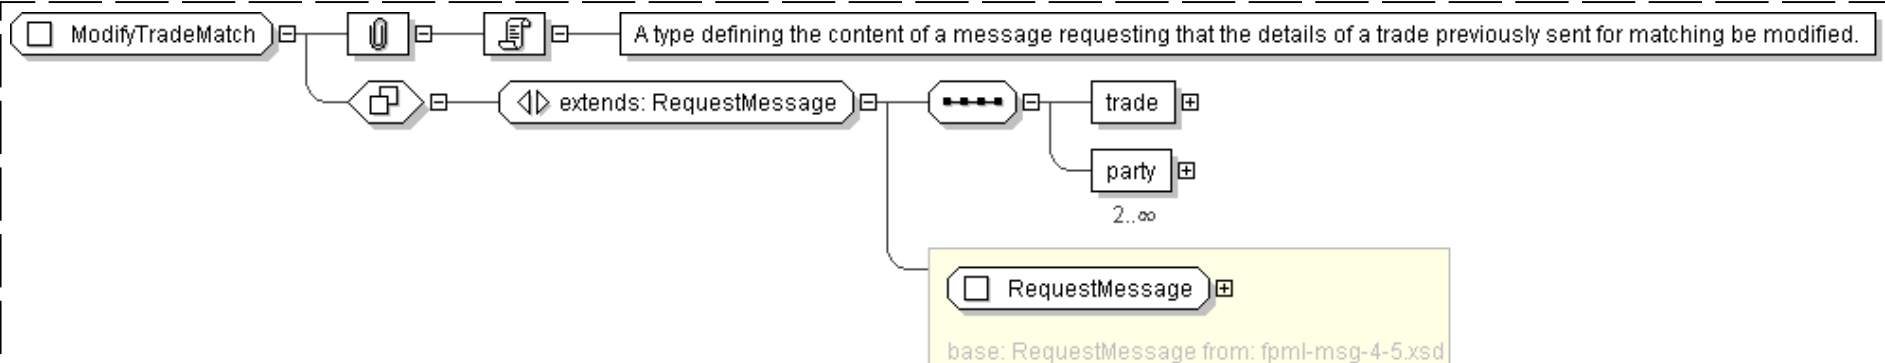 ModifyTradeMatch
A type defining the content of a message requesting that the details of a trade previously sent for matching be modified.
extends: RequestMessage
trade
party
2..∞
RequestMessage
base: RequestMessage from: fpml-msg-4-5.xsd